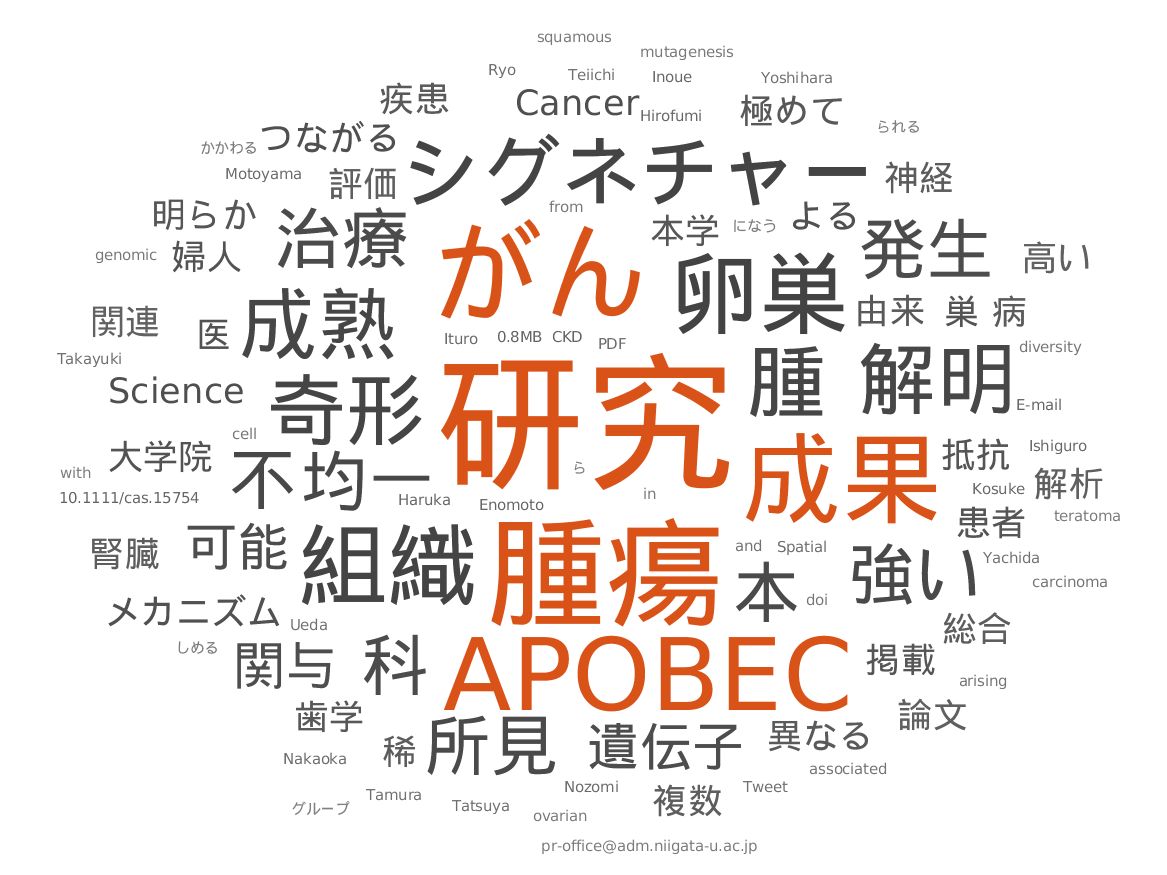 squamous
mutagenesis
Ryo Teiichi Inoue Yoshihara
疾患 Cancer Hirofumi 極めて
かかわる つながる られる
Motoyama 評価 シグネチャー 神経
明らか 治療 from 本学 になう よる 発生
genomic 婦人 がん 卵巣 高い
関連 医 成熟 由来 巣 病
Takayuki Ituro 0.8MB CKD PDF diversity
Science 奇形 研究 腫 解明 E-mail
cell 成果
with 大学院 不均一 ら 抵抗 Ishiguro
10.1111/cas.15754 Haruka Enomoto in Kosuke 解析
患者 teratoma
腎臓 可能 組織 腫瘍 and Spatial 強い Yachida
本 doi carcinoma
メカニズム Ueda 総合
しめる 関与 科 APOBEC 掲載
arising
歯学 論文
Nakaoka 稀 所見 遺伝子 異なる
associated
グループ Tamura Tatsuya Nozomi 複数 Tweet
ovarian
pr-office@adm.niigata-u.ac.jp